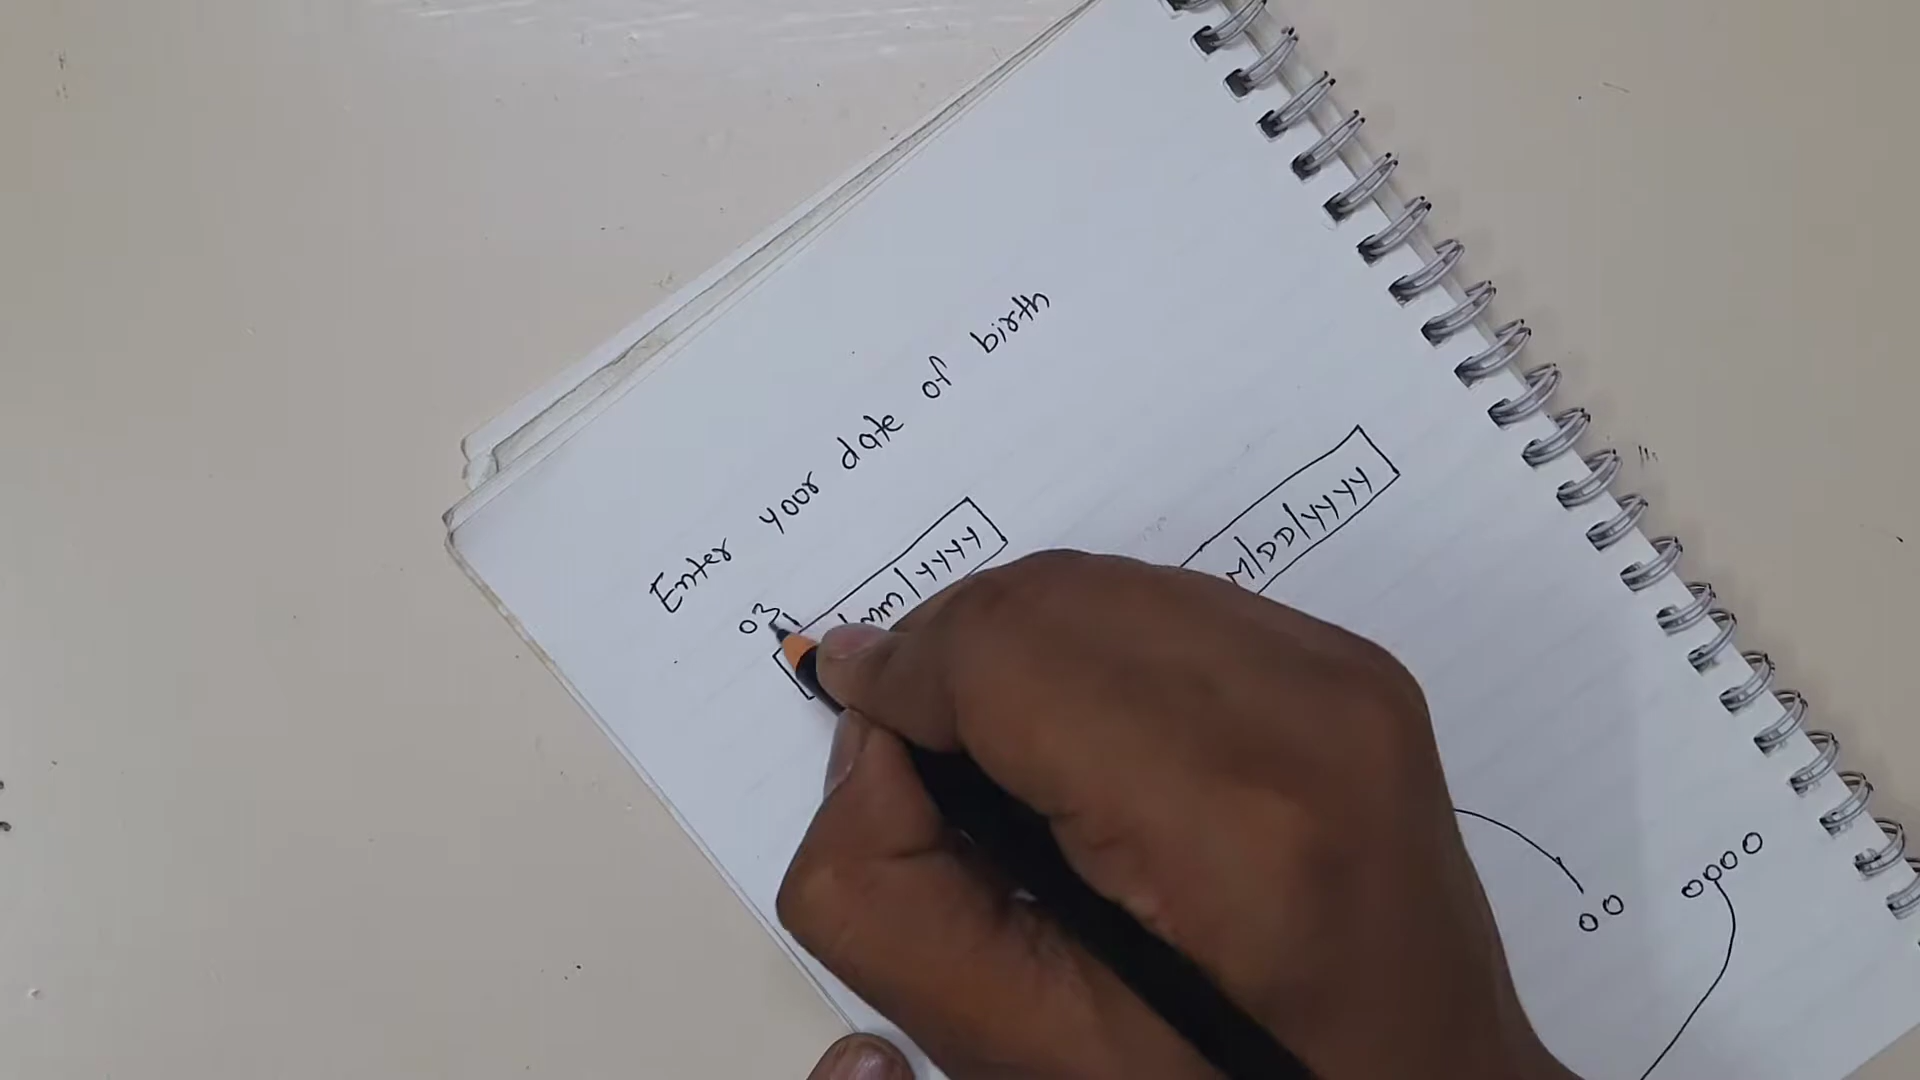 Enter your date of birth
03
/MM/YYYY
M/DD/YYYY
00 0000